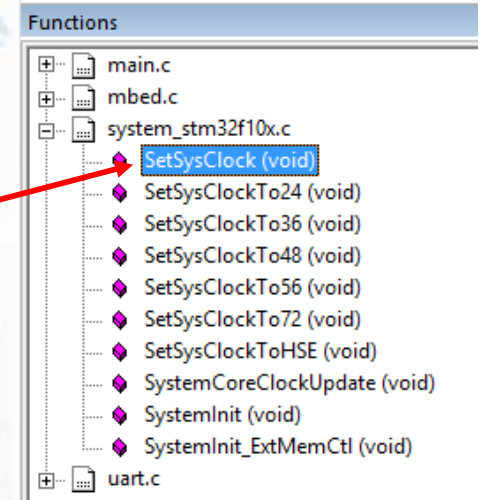 Functions
main.c
mbed.c
system_stm32f10x.c
SetSysClock (void)
SetSysClockTo24 (void)
SetSysClockTo36 (void)
SetSysClockTo48 (void)
SetSysClockTo56 (void)
SetSysClockTo72 (void)
SetSysClockToHSE (void)
SystemCoreClockUpdate (void)
SystemInit (void)
SystemInit_ExtMemCtl (void)
uart.c